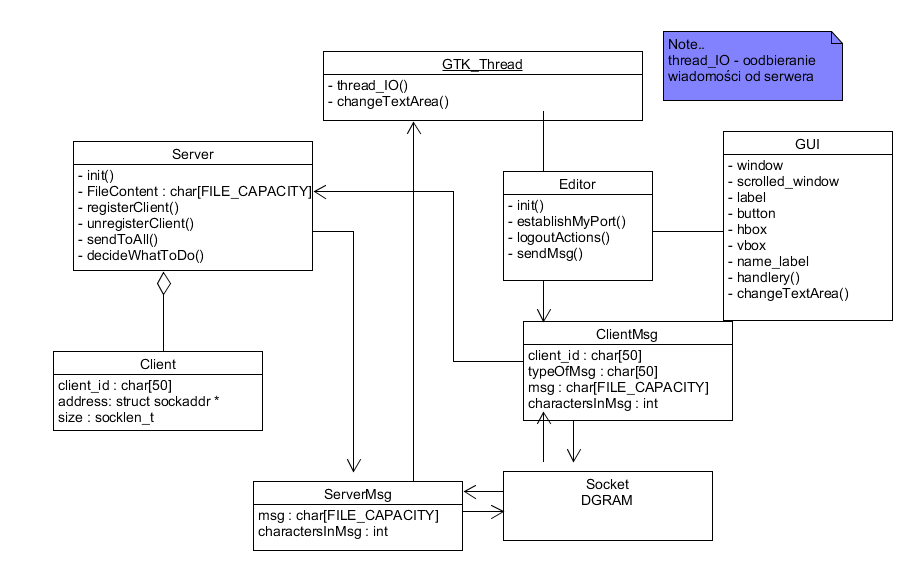 Note..
thread_IO - oodbieranie
wiadomości od serwera
GTK_Thread
- thread_IO()
- changeTextArea()
Server
- init()
- FileContent : char[FILE_CAPACITY]
- registerClient()
- unregisterClient()
- sendToAll()
- decideWhatToDo()
Editor
- init()
- establishMyPort()
- logoutActions()
- sendMsg()
GUI
- window
- scrolled_window
- label
- button
- hbox
- vbox
- name_label
- handlery()
- changeTextArea()
Client
client_id : char[50]
address: struct sockaddr *
size : socklen_t
ClientMsg
client_id : char[50]
typeOfMsg : char[50]
msg : char[FILE_CAPACITY]
charactersInMsg : int
ServerMsg
msg : char[FILE_CAPACITY]
charactersInMsg : int
Socket
DGRAM